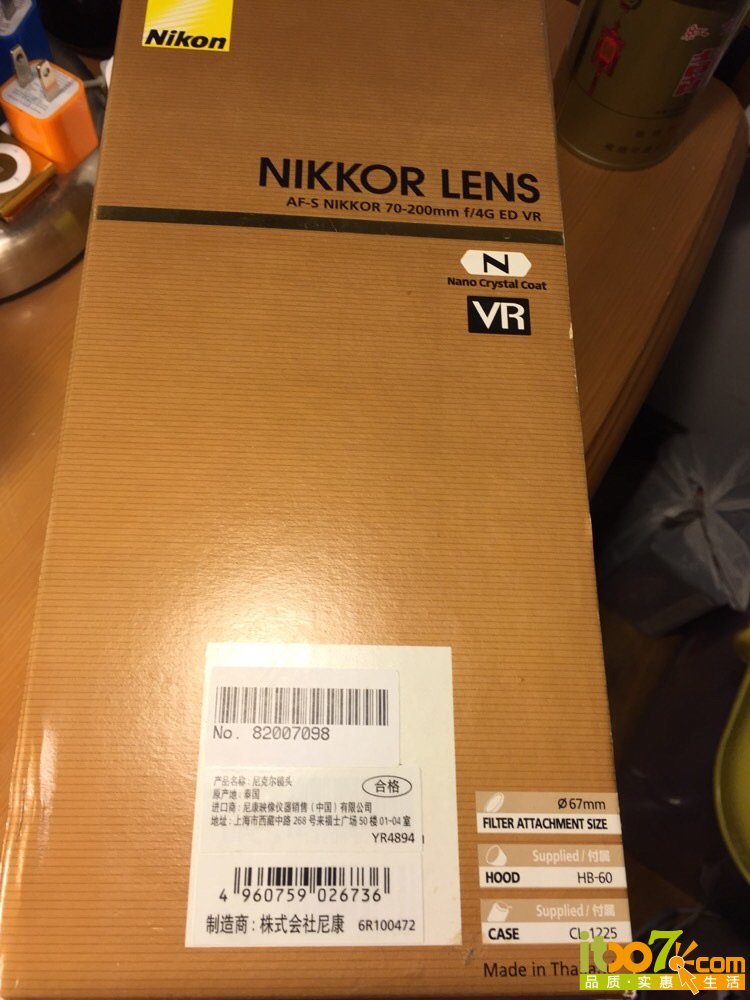 Nikon
NIKKOR LENS
AF-S NIKKOR 70-200mm f/4G ED VR
N
Nano Crystal Coat
VR
No. 82007098
产品名称：尼克尔镜头
合格
原产地：泰国
进口商：尼康映像仪器销售（中国）有限公司
地址：上海市西藏中路 268 号来福士广场 50 楼 01-04 室
YR4894
4 960759 026736
制造商：株式会社尼康 6R100472
ø67mm
FILTER ATTACHMENT SIZE
Supplied / 付属
HOOD HB-60
Supplied / 付属
CASE CL-1225
Made in
itbo7.com
品质·实惠 生活